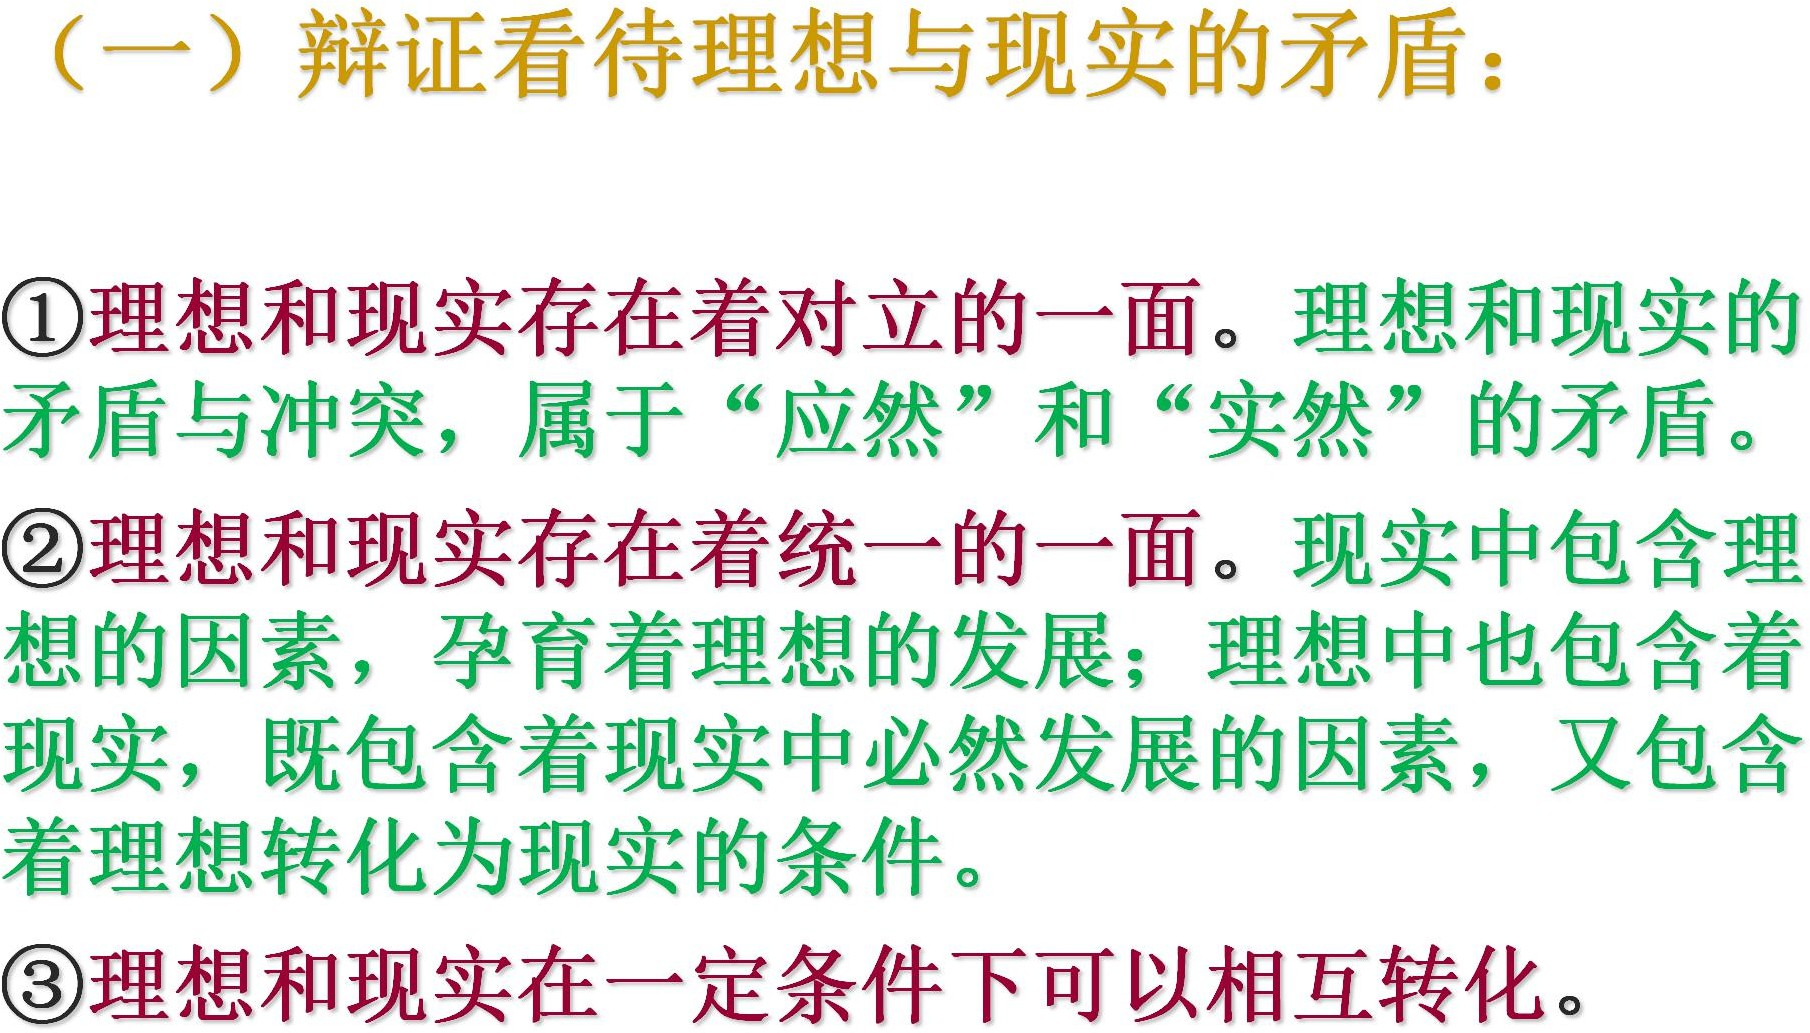 （一）辩证看待理想与现实的矛盾：
①理想和现实存在着对立的一面。理想和现实的
矛盾与冲突，属于“应然”和“实然”的矛盾。
②理想和现实存在着统一的一面。现实中包含理
想的因素，孕育着理想的发展；理想中也包含着
现实，既包含着现实中必然发展的因素，又包含
着理想转化为现实的条件。
③理想和现实在一定条件下可以相互转化。